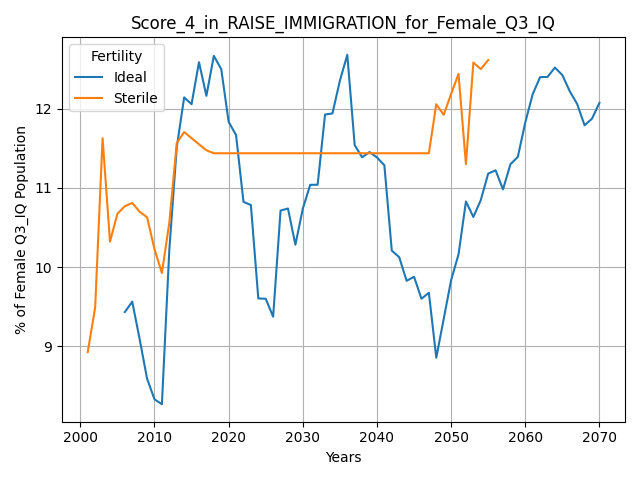 Score_4_in_RAISE_IMMIGRATION_for_Female_Q3_IQ
Fertility
Ideal
Sterile
% of Female Q3_IQ Population
12
11
10
9
2000 2010 2020 2030 2040 2050 2060 2070
Years